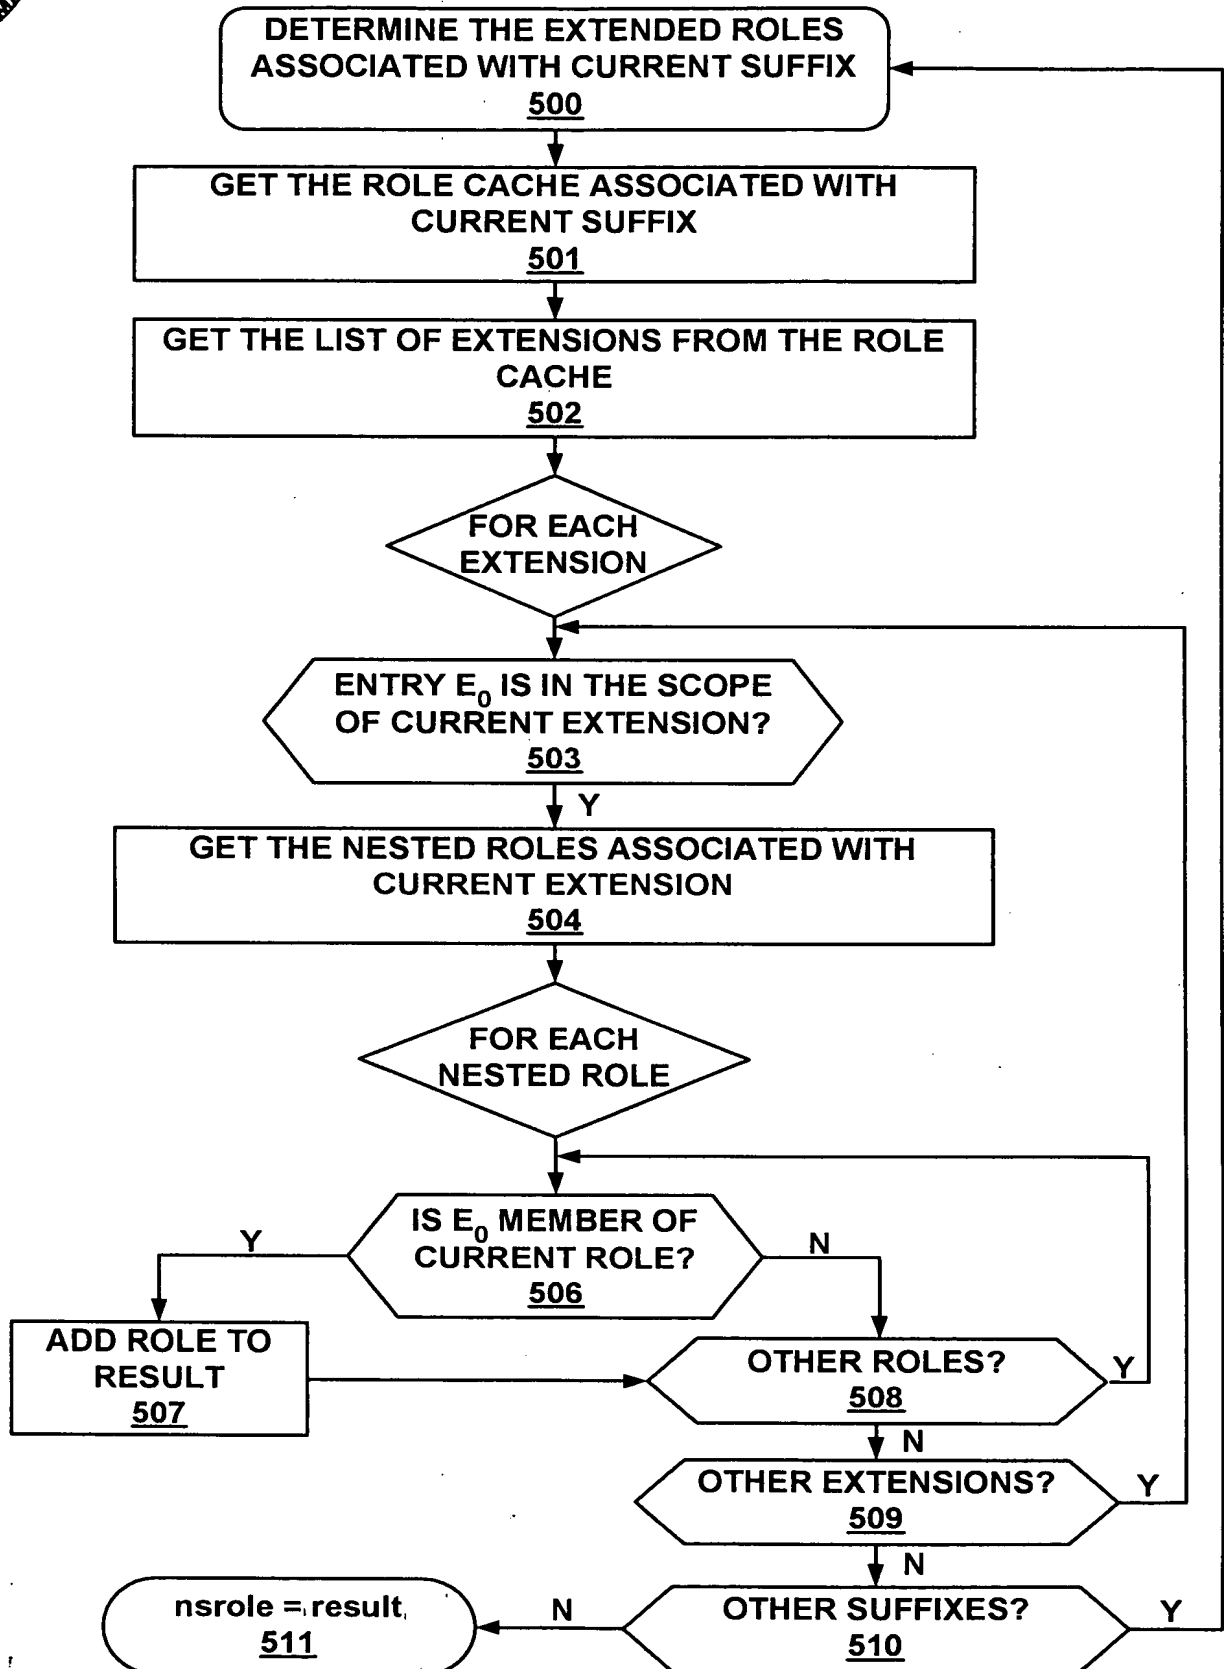 DETERMINE THE EXTENDED ROLES
ASSOCIATED WITH CURRENT SUFFIX
500
GET THE ROLE CACHE ASSOCIATED WITH
CURRENT SUFFIX
501
GET THE LIST OF EXTENSIONS FROM THE ROLE
CACHE
502
FOR EACH
EXTENSION
ENTRY E0 IS IN THE SCOPE
OF CURRENT EXTENSION?
503
Y
GET THE NESTED ROLES ASSOCIATED WITH
CURRENT EXTENSION
504
FOR EACH
NESTED ROLE
IS E0 MEMBER OF
CURRENT ROLE?
506
Y
N
ADD ROLE TO
RESULT
507
OTHER ROLES?
508
Y
N
OTHER EXTENSIONS?
509
Y
N
OTHER SUFFIXES?
510
Y
N
nsrole = result
511